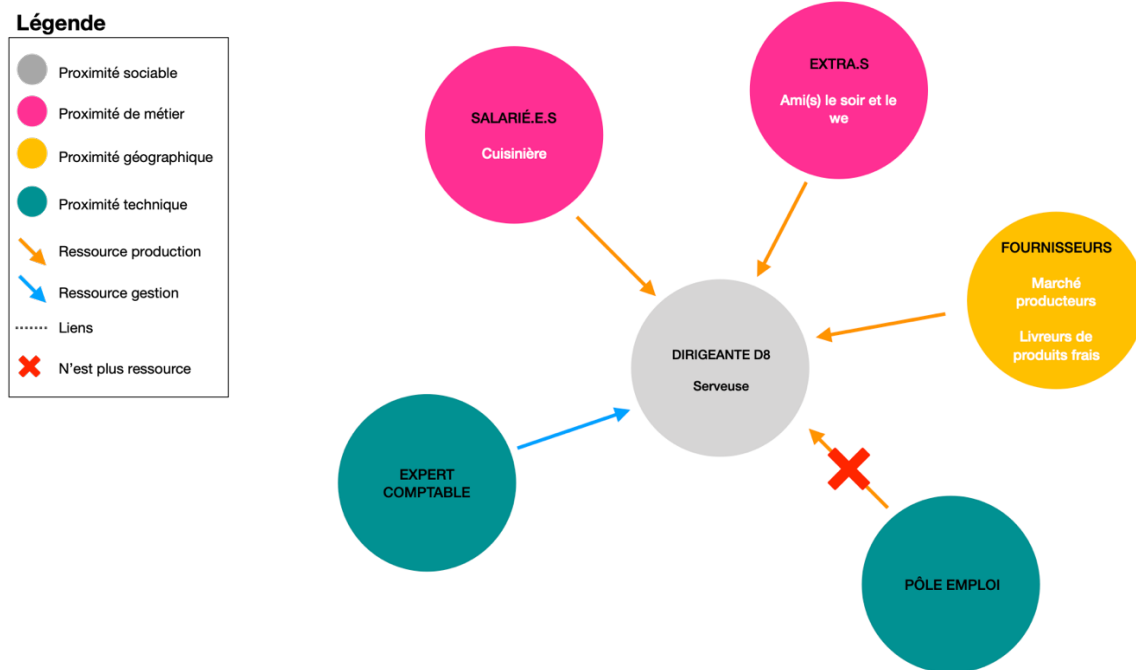 Légende
Proximité sociable
Proximité de métier
Proximité géographique
Proximité technique
Ressource production
Ressource gestion
Liens
N'est plus ressource
SALARIÉ.E.S
Cuisinière
EXTRA.S
Ami(s) le soir et le
we
FOURNISSEURS
Marché
producteurs
Livreurs de
produits frais
DIRIGEANTE D8
Serveuse
EXPERT
COMPTABLE
PÔLE EMPLOI